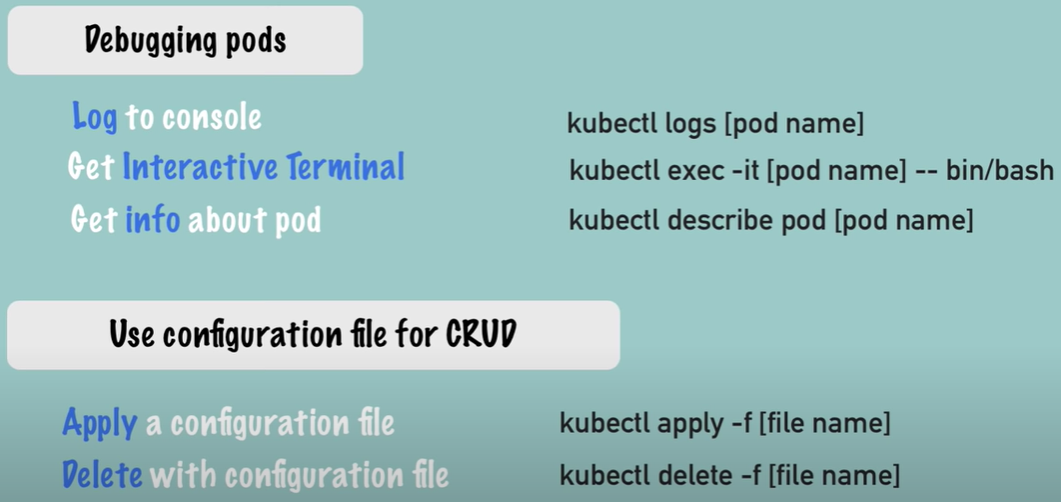 Debugging pods
Log to console kubectl logs [pod name]
Get Interactive Terminal kubectl exec -it [pod name] -- bin/bash
Get info about pod kubectl describe pod [pod name]
Use configuration file for CRUD
Apply a configuration file kubectl apply -f [file name]
Delete with configuration file kubectl delete -f [file name]